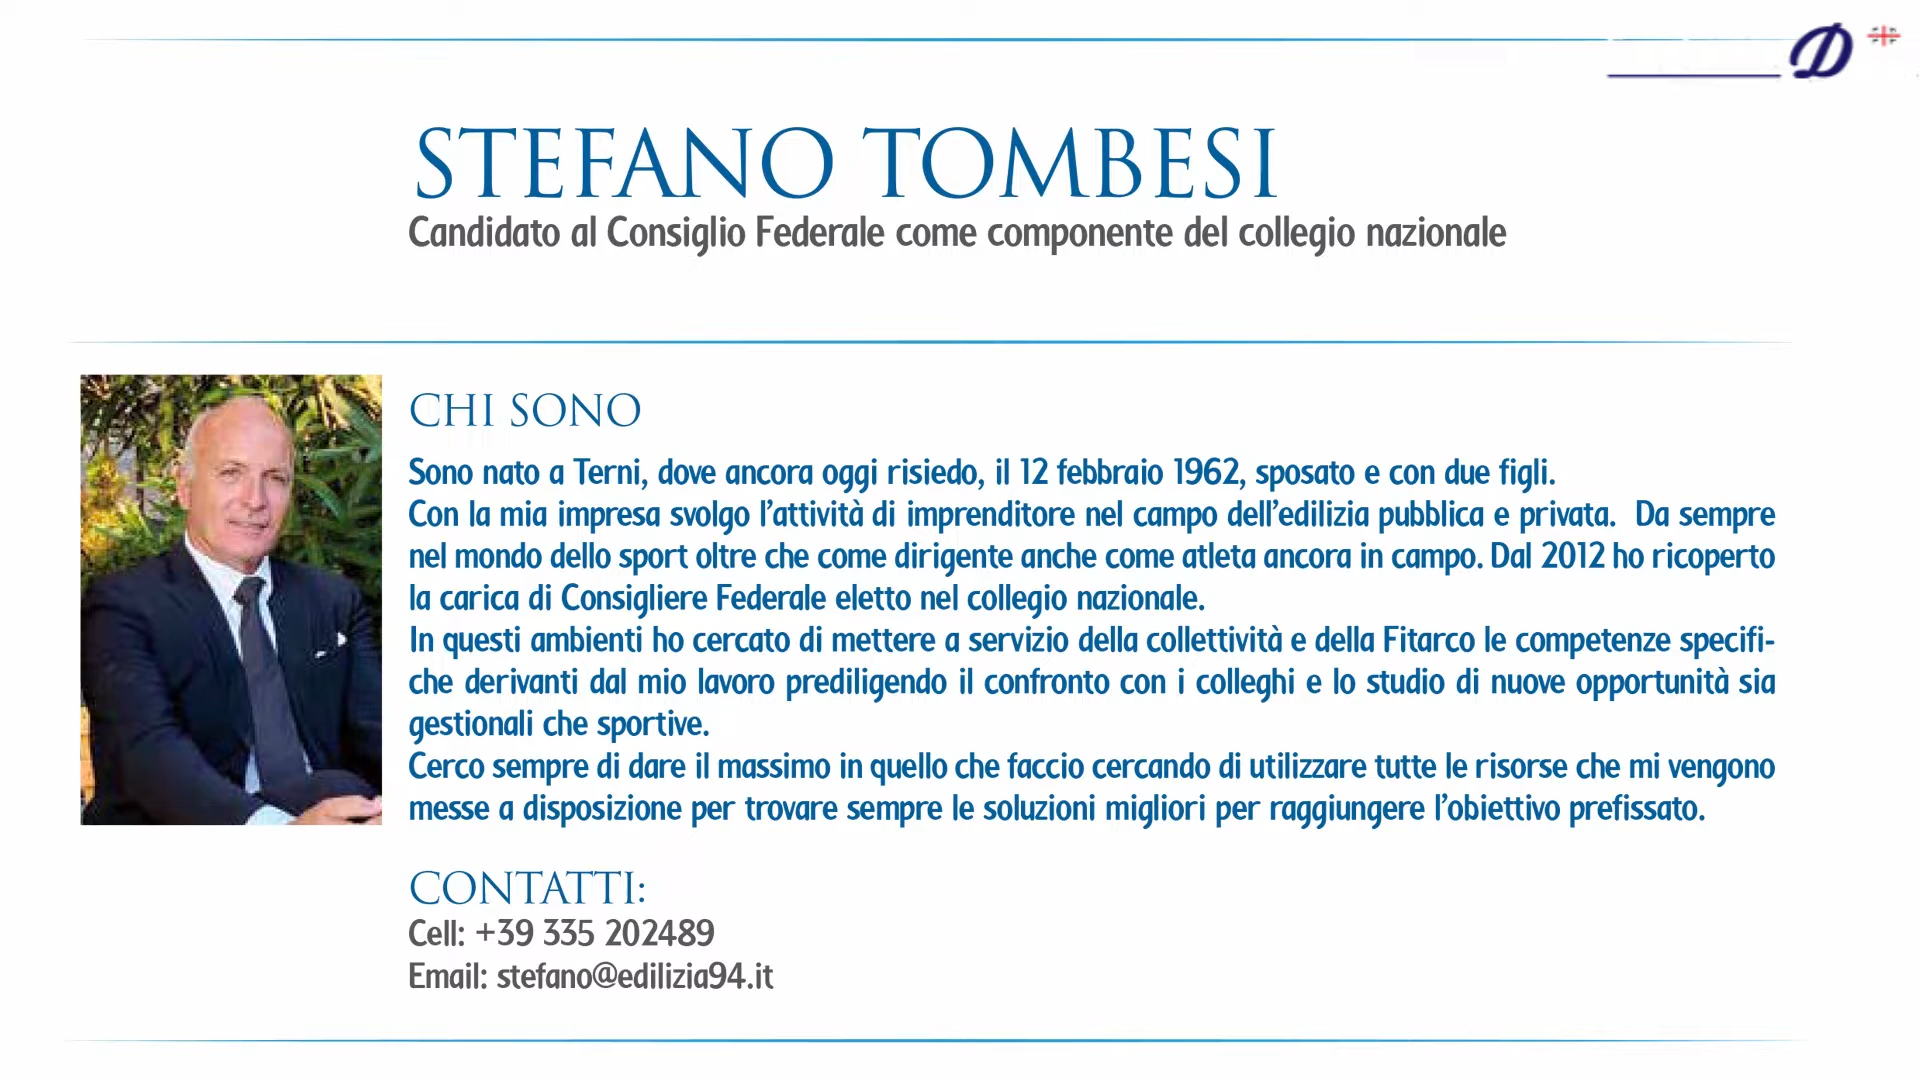 D
STEFANO TOMBESI
Candidato al Consiglio Federale come componente del collegio nazionale
CHI SONO
Sono nato a Terni, dove ancora oggi risiedo, il 12 febbraio 1962, sposato e con due figli.
Con la mia impresa svolgo l'attività di imprenditore nel campo dell'edilizia pubblica e privata. Da sempre
nel mondo dello sport oltre che come dirigente anche come atleta ancora in campo. Dal 2012 ho ricoperto
la carica di Consigliere Federale eletto nel collegio nazionale.
In questi ambienti ho cercato di mettere a servizio della collettività e della Fitarco le competenze specifi-
che derivanti dal mio lavoro prediligendo il confronto con i colleghi e lo studio di nuove opportunità sia
gestionali che sportive.
Cerco sempre di dare il massimo in quello che faccio cercando di utilizzare tutte le risorse che mi vengono
messe a disposizione per trovare sempre le soluzioni migliori per raggiungere l'obiettivo prefissato.
CONTATTI:
Cell: +39 335 202489
Email: stefano@edilizia94.it